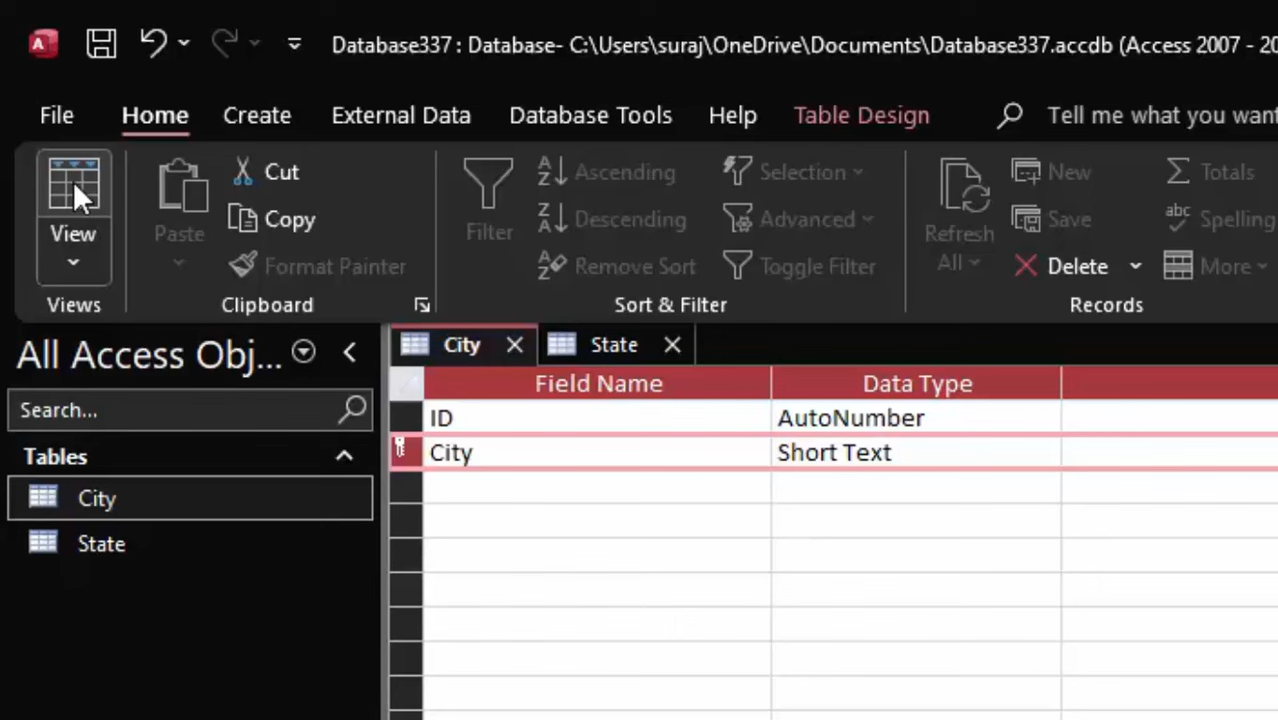 Database337 : Database- C:\Users\suraj\OneDrive\Documents\Database337.accdb (Access 2007 - 20
File Home Create External Data Database Tools Help Table Design Tell me what you want
View
Views
Paste
Cut
Copy
Format Painter
Clipboard
Filter
Ascending
Descending
Remove Sort
Selection
Advanced
Toggle Filter
Sort & Filter
Refresh
All
New
Save
Delete
Totals
Spelling
More
Records
All Access Obj...
Search...
Tables
City
State
City State
Field Name Data Type
ID AutoNumber
City Short Text